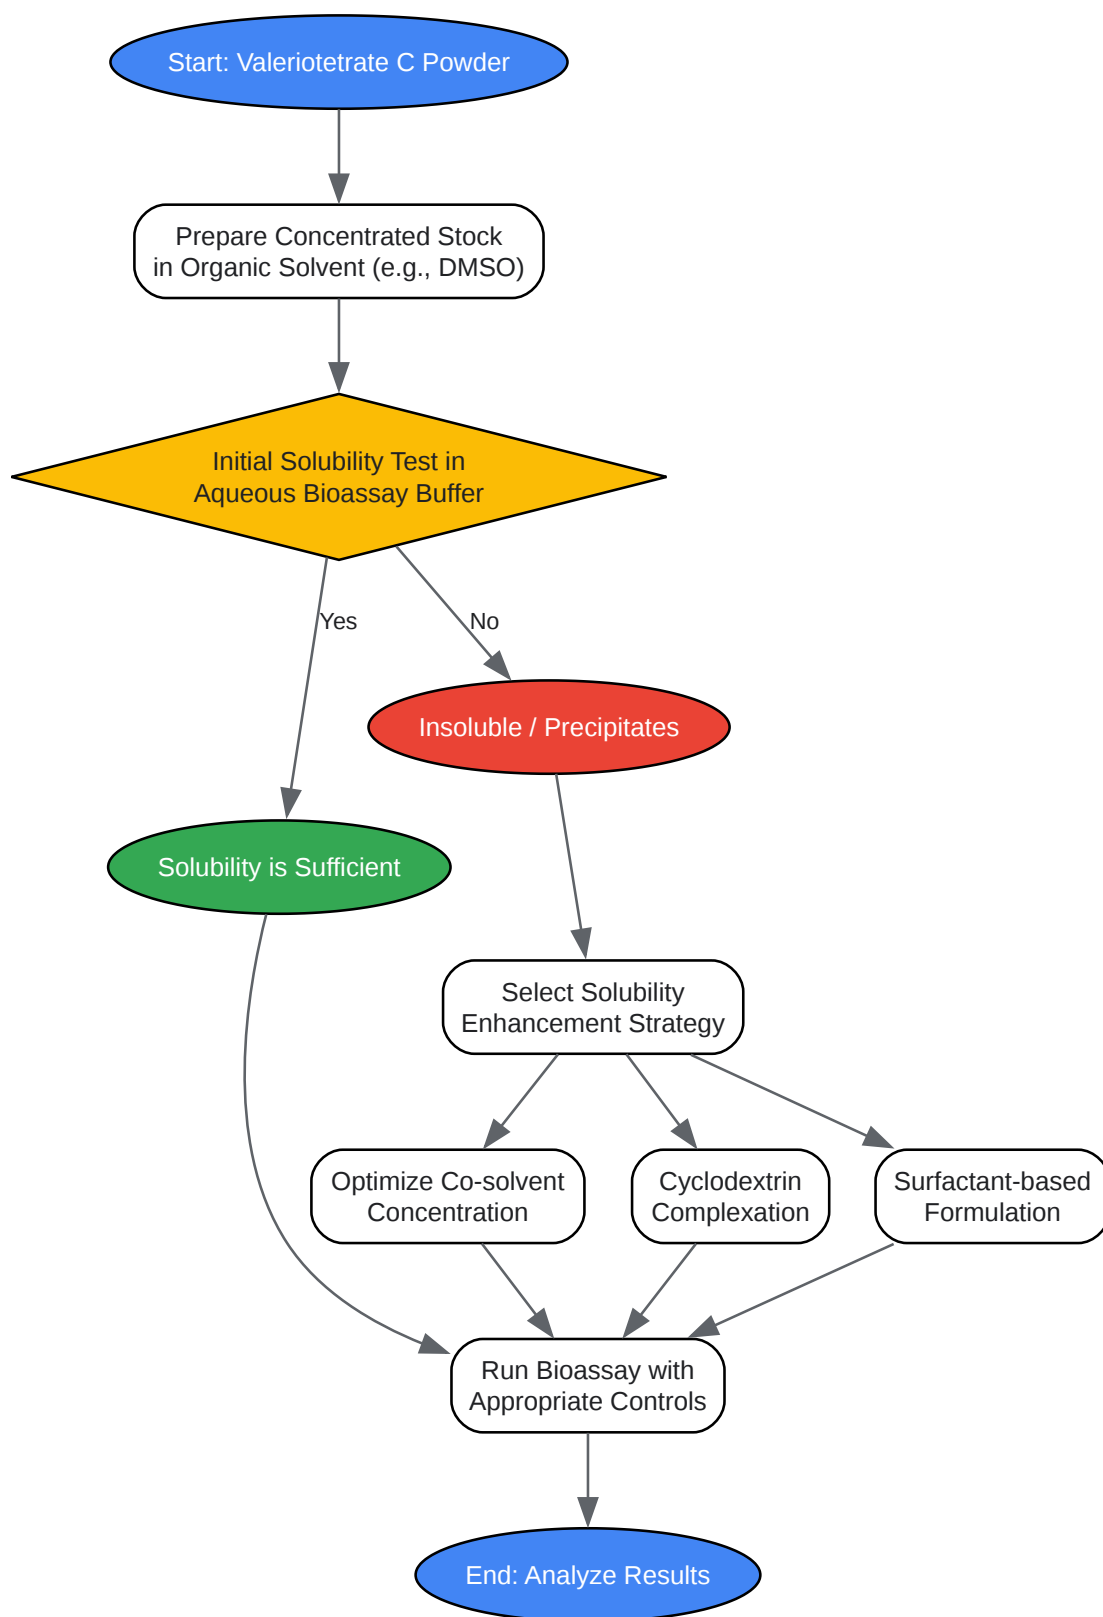 Start: Valeriotetrate C Powder
Prepare Concentrated Stock
in Organic Solvent (e.g., DMSO)
Initial Solubility Test in
Aqueous Bioassay Buffer
Yes
No
Insoluble / Precipitates
Solubility is Sufficient
Select Solubility
Enhancement Strategy
Optimize Co-solvent
Concentration
Cyclodextrin
Complexation
Surfactant-based
Formulation
Run Bioassay with
Appropriate Controls
End: Analyze Results